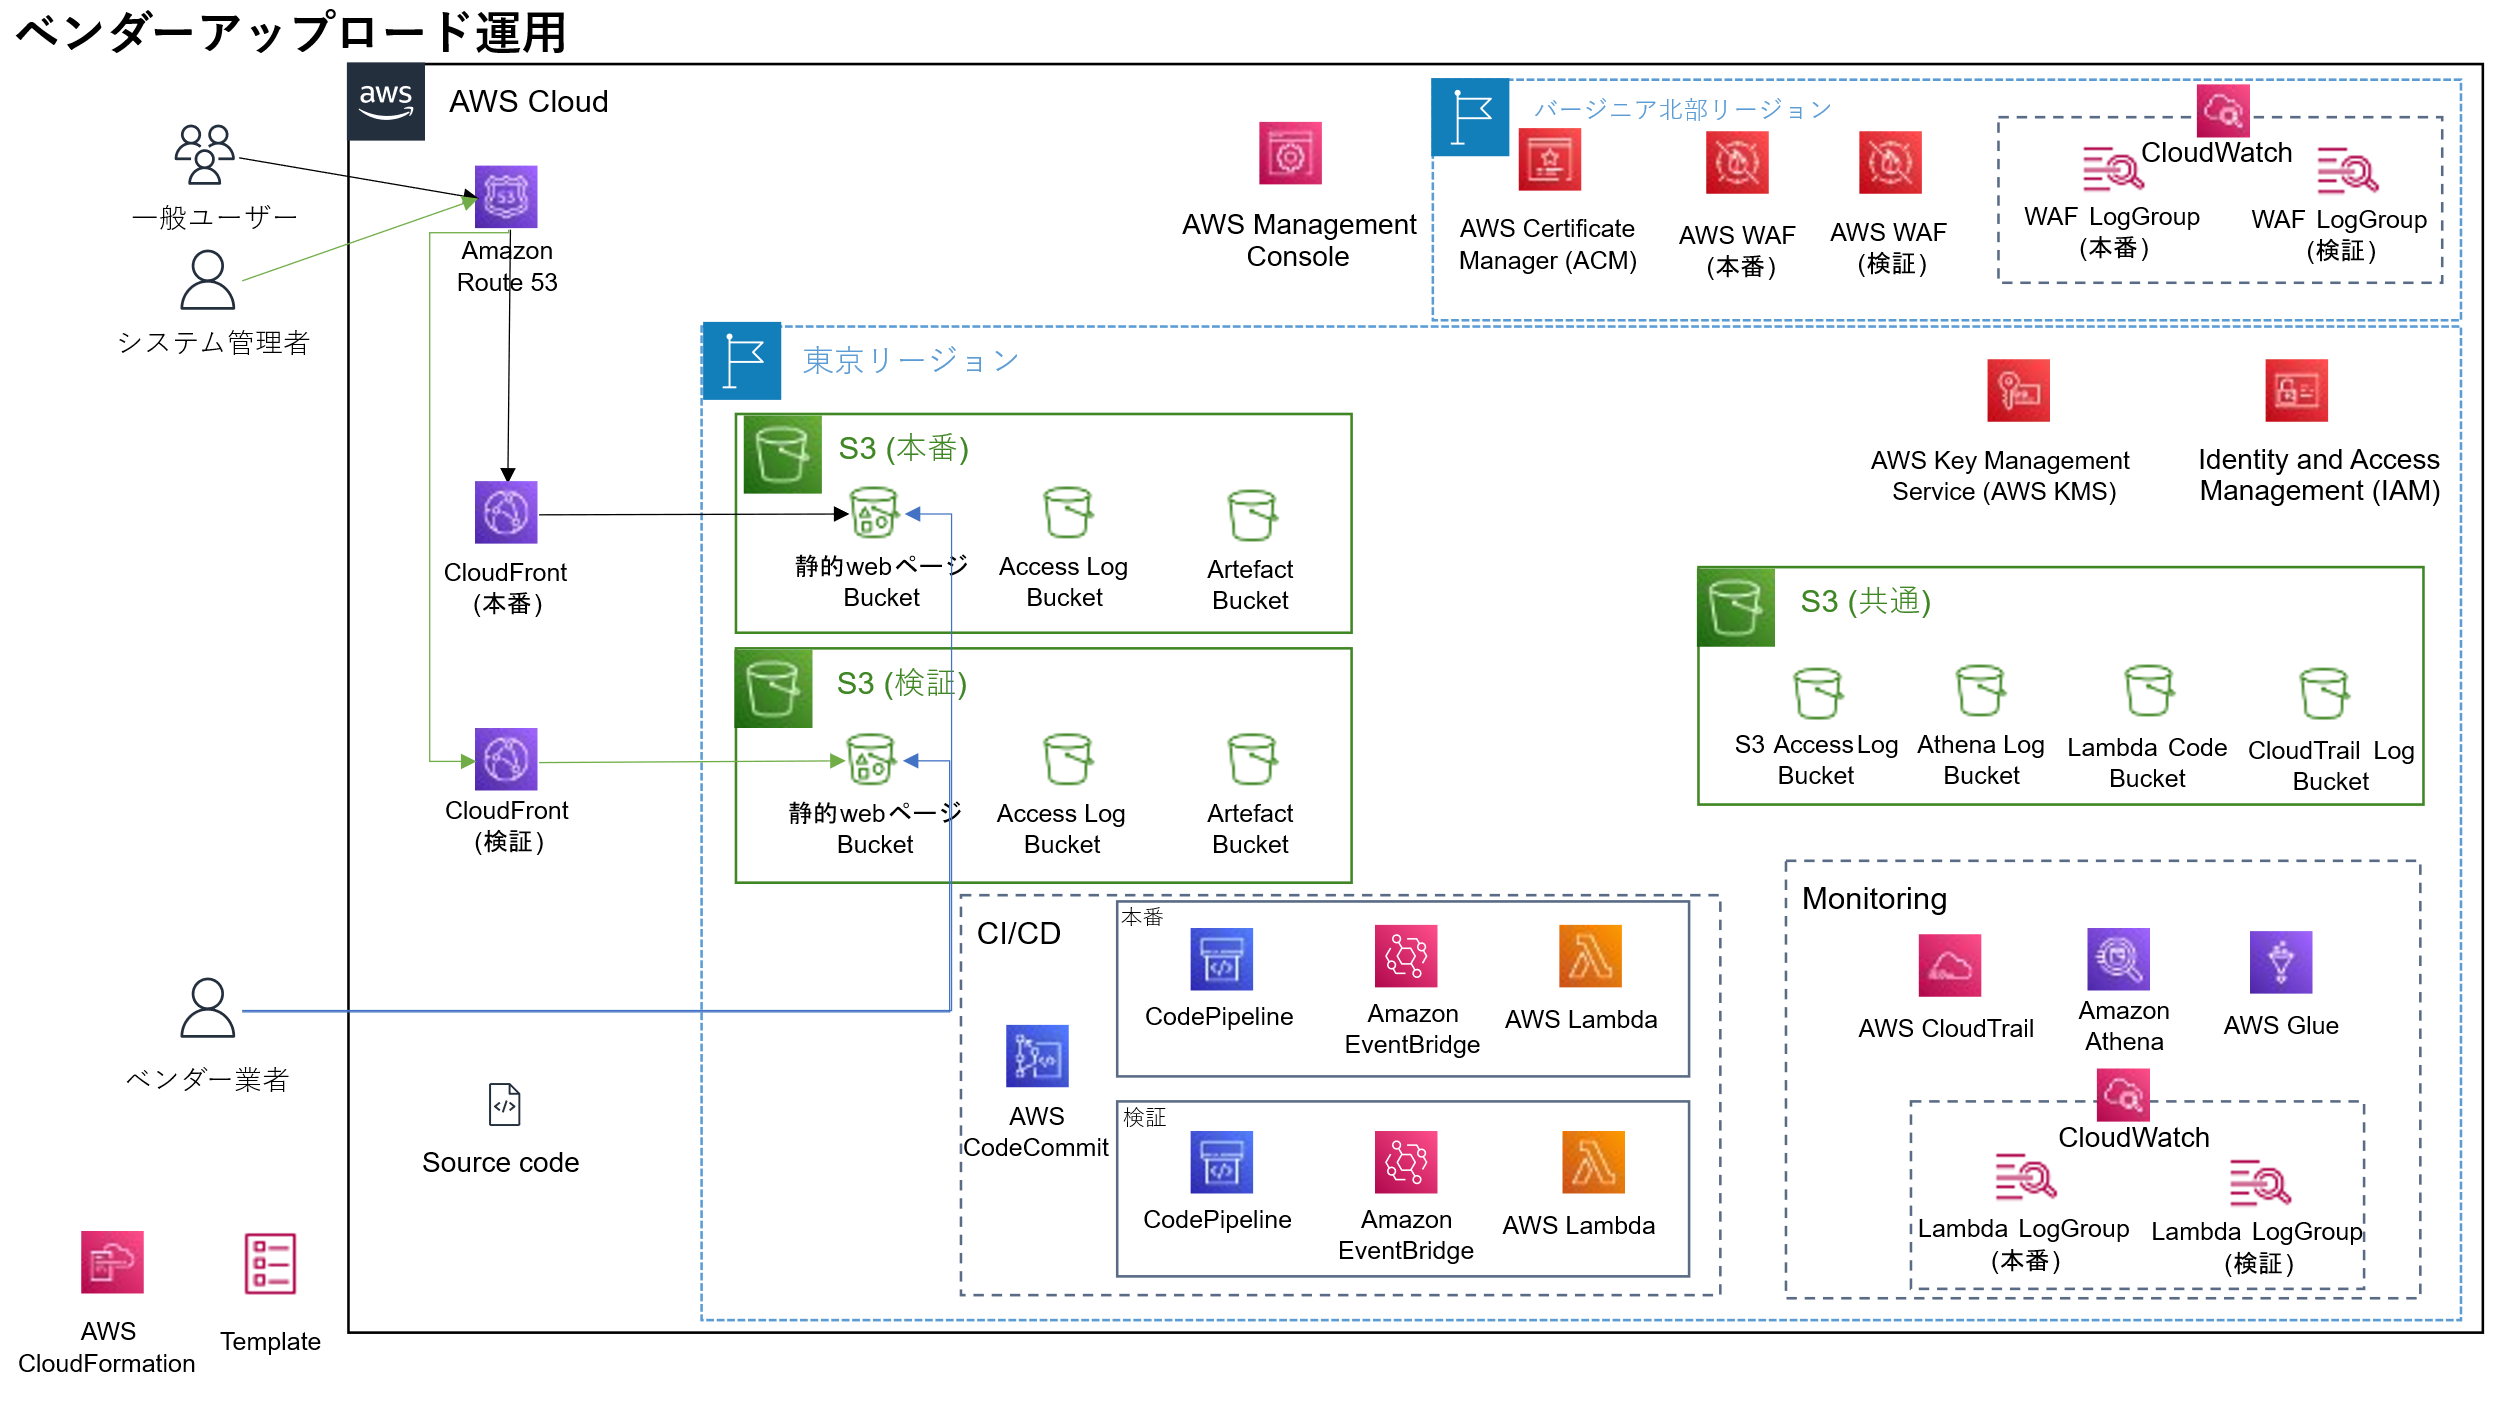 ベンダーアップロード運用
aws
AWS Cloud
一般ユーザー
システム管理者
53
Amazon
Route 53
AWS Management
Console
バージニア北部リージョン
AWS Certificate
Manager (ACM)
AWS WAF
(本番)
AWS WAF
(検証)
CloudWatch
WAF LogGroup
(本番)
WAF LogGroup
(検証)
東京リージョン
AWS Key Management
Service (AWS KMS)
Identity and Access
Management (IAM)
S3 (本番)
静的webページ
Bucket
Access Log
Bucket
Artefact
Bucket
CloudFront
(本番)
S3 (検証)
静的webページ
Bucket
Access Log
Bucket
Artefact
Bucket
CloudFront
(検証)
S3 (共通)
S3 Access Log
Bucket
Athena Log
Bucket
Lambda Code
Bucket
CloudTrail Log
Bucket
ベンダー業者
Source code
CI/CD
AWS
CodeCommit
本番
CodePipeline
Amazon
EventBridge
AWS Lambda
検証
CodePipeline
Amazon
EventBridge
AWS Lambda
Monitoring
AWS CloudTrail
Amazon
Athena
AWS Glue
CloudWatch
Lambda LogGroup
(本番)
Lambda LogGroup
(検証)
AWS
CloudFormation
Template